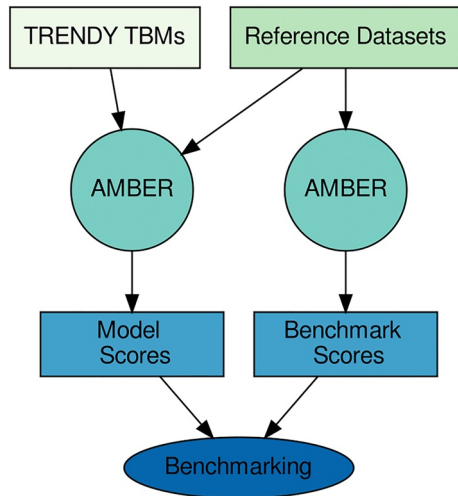 TRENDY TBMs
Reference Datasets
AMBER
AMBER
Model
Scores
Benchmark
Scores
Benchmarking